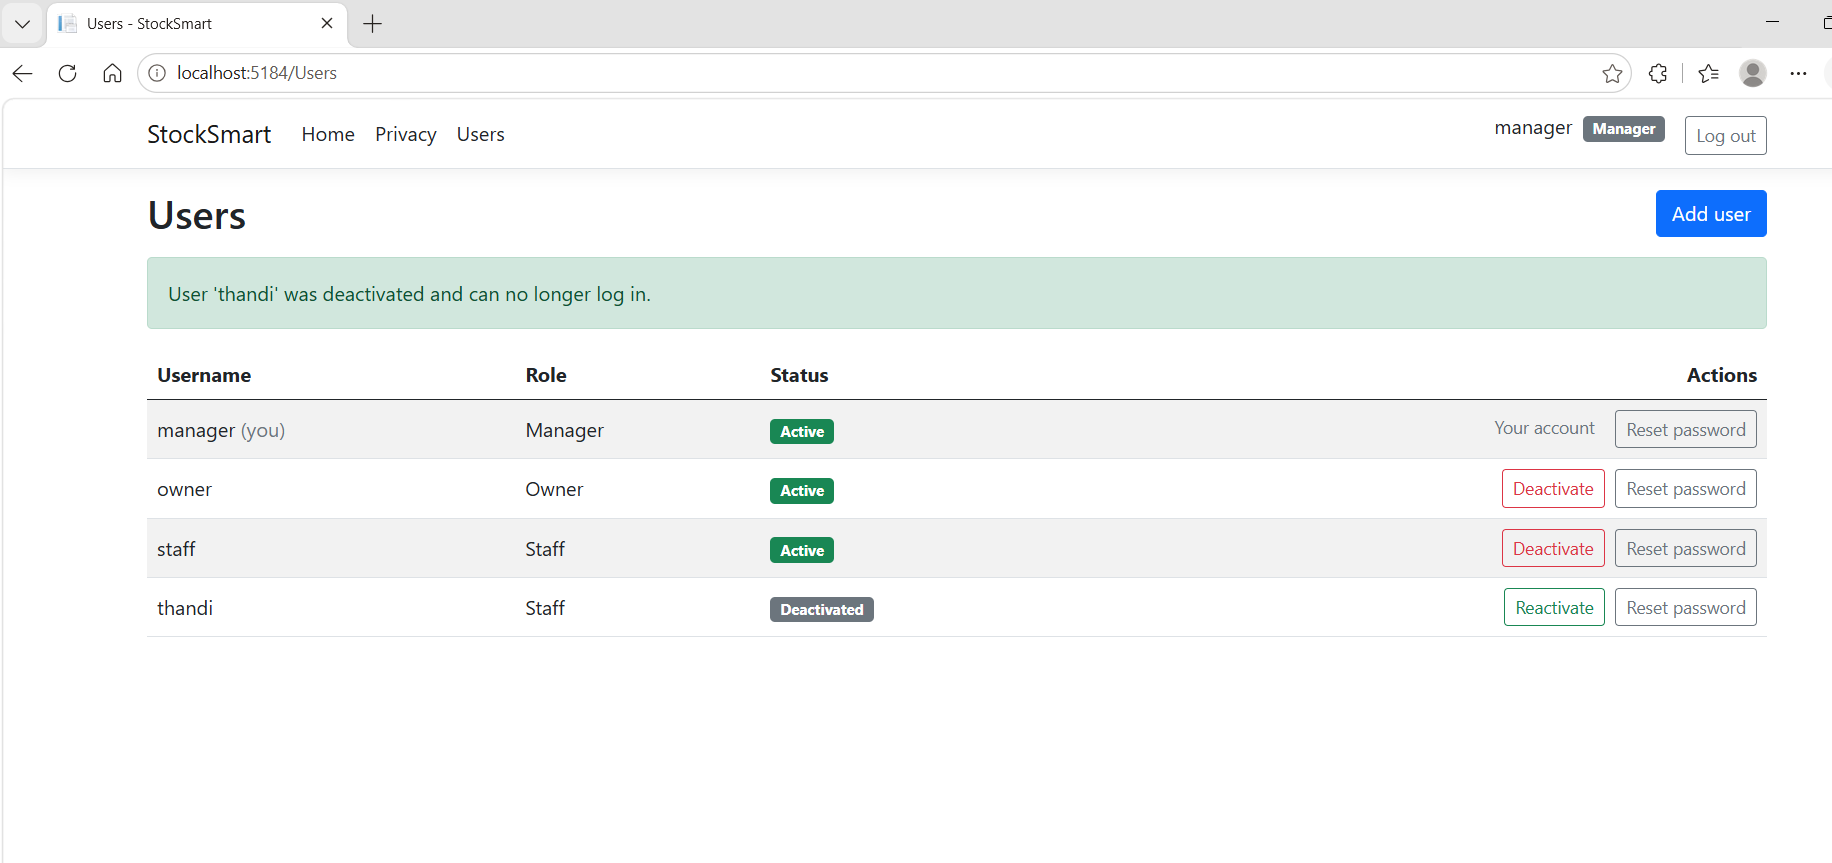 Users - StockSmart
localhost:5184/Users
StockSmart Home Privacy Users manager Manager Log out
Users Add user
User 'thandi' was deactivated and can no longer log in.
Username Role Status Actions
manager (you) Manager Active Your account Reset password
owner Owner Active Deactivate Reset password
staff Staff Active Deactivate Reset password
thandi Staff Deactivated Reactivate Reset password